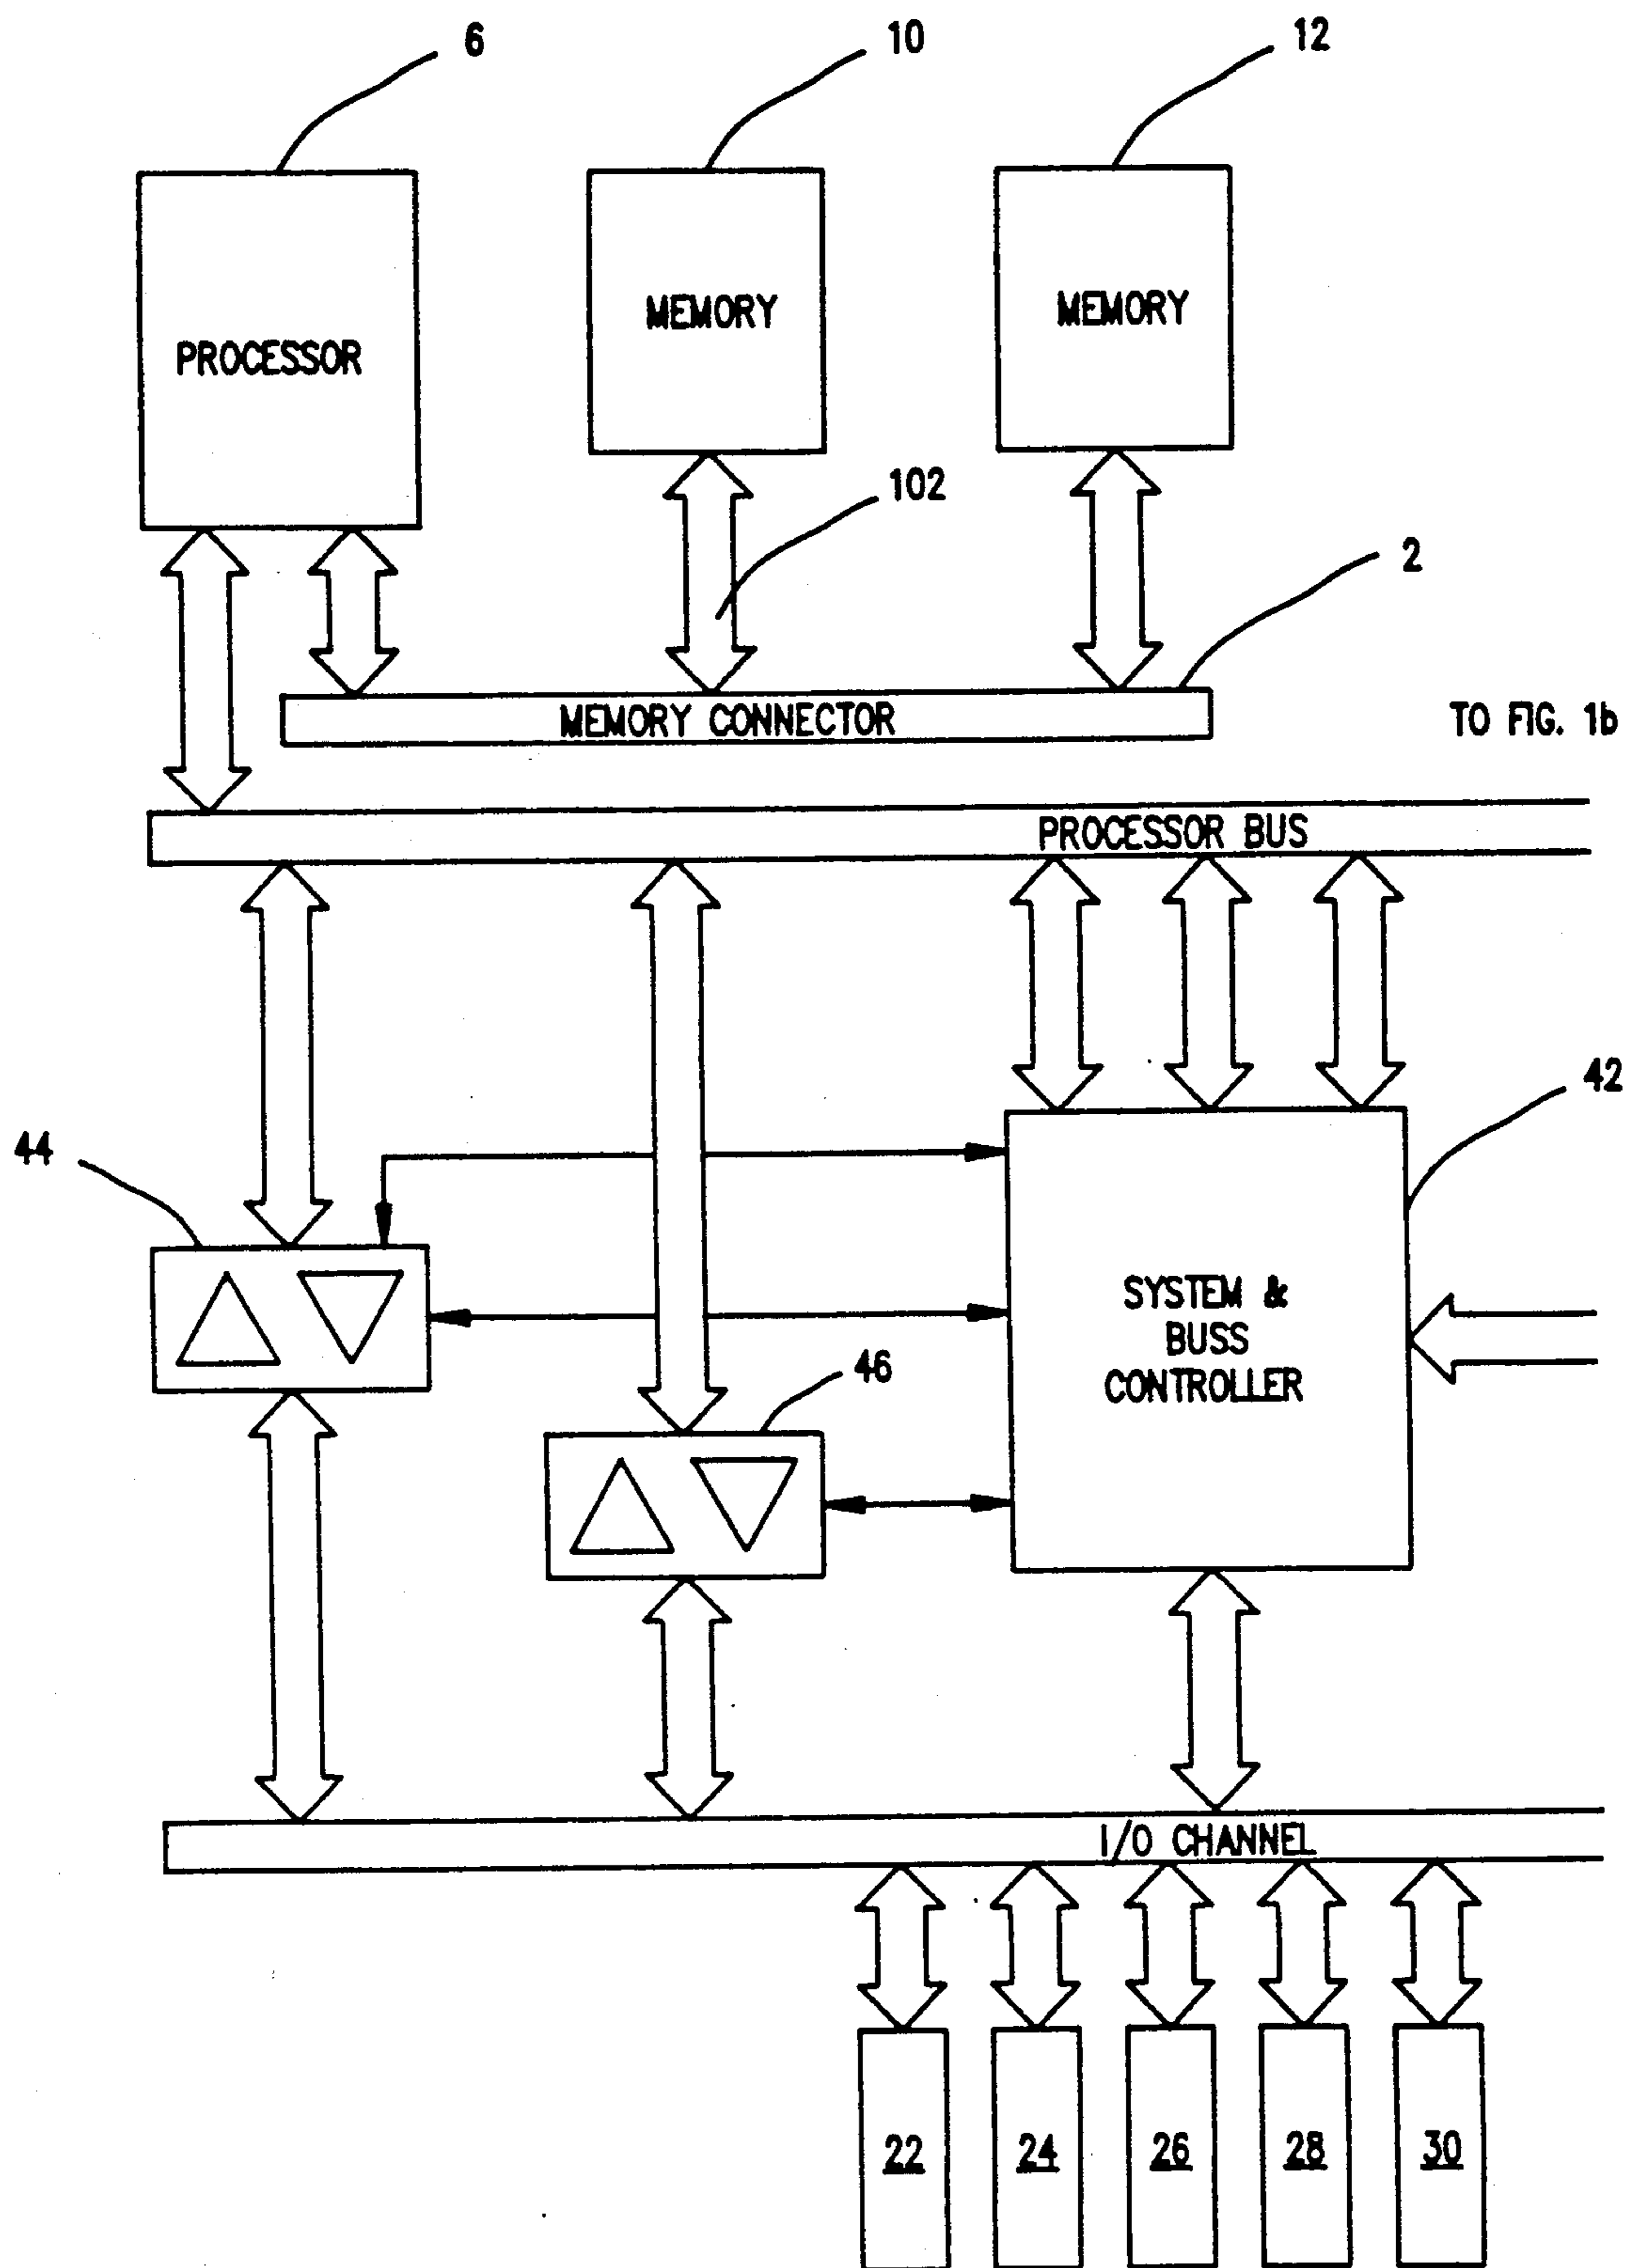 6
10
12
PROCESSOR
MEMORY
MEMORY
102
2
MEMORY CONNECTOR
TO FIG. 1b
PROCESSOR BUS
42
44
SYSTEM &
BUSS
CONTROLLER
46
I/O CHANNEL
22
24
26
28
30